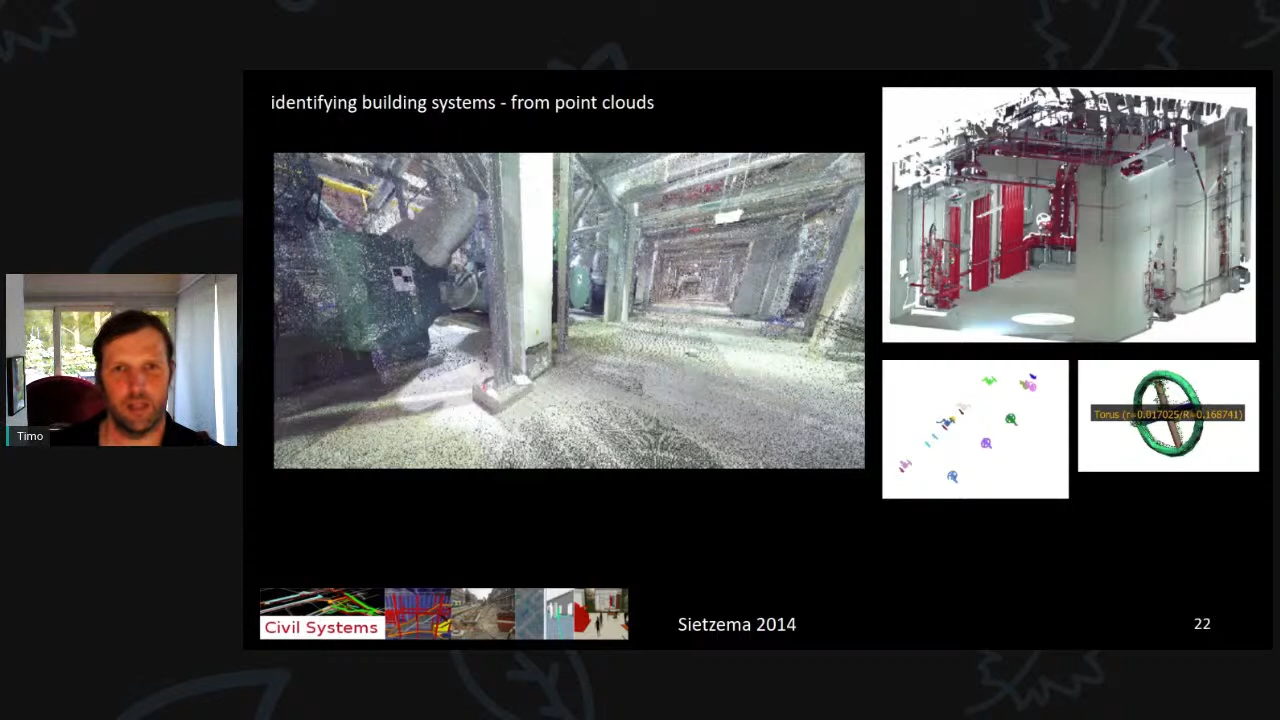 identifying building systems - from point clouds
Torus (r=0.017025/R=0.168741)
Timo
Civil Systems
Sietzema 2014
22